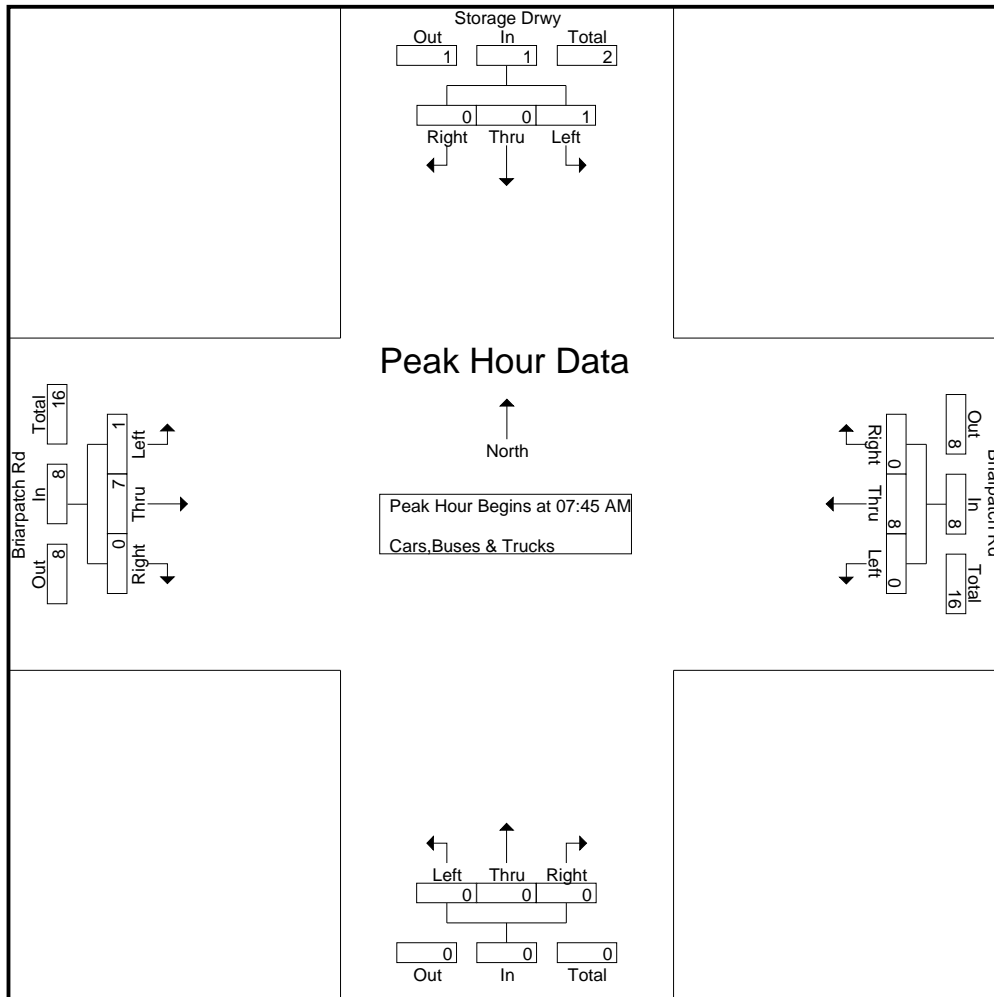 Storage Drwy
Out In Total
1 1 2
0 0 1
Right Thru Left
Peak Hour Data
North
Peak Hour Begins at 07:45 AM
Cars,Buses & Trucks
Briarpatch Rd
Total In Out
16 8 8
1 7 0
Left Thru Right
Right Thru Left
0 8 0
Out In Total
8 8 16
Briarpatch Rd
Left Thru Right
0 0 0
0 0 0
Out In Total